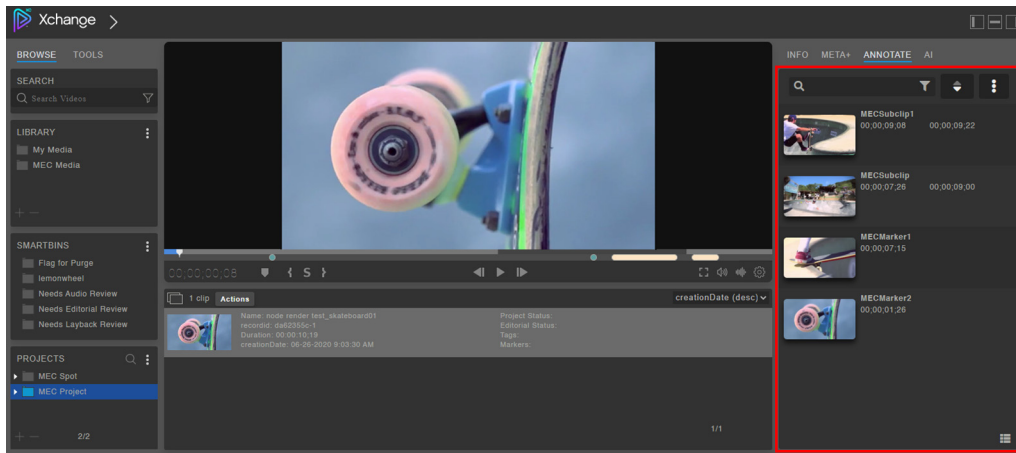 Xchange
BROWSE TOOLS
SEARCH
Search Videos
LIBRARY
My Media
MEC Media
SMARTBINS
Flag for Purge
lemonwheel
Needs Audio Review
Needs Editorial Review
Needs Layback Review
PROJECTS
MEC Spot
MEC Project
2/2
00;00;00;08
{ S }
1 clip Actions
creationDate (desc)
Name: node render test_skateboard01
recordid: da62355c-1
Duration: 00:00:10;19
creationDate: 06-26-2020 9:03:30 AM
Project Status:
Editorial Status:
Tags:
Markers:
1/1
INFO META+ ANNOTATE AI
MECSubclip1
00;00;09;08 00;00;09;22
MECSubclip
00;00;07;26 00;00;09;00
MECMarker1
00;00;07;15
MECMarker2
00;00;01;26